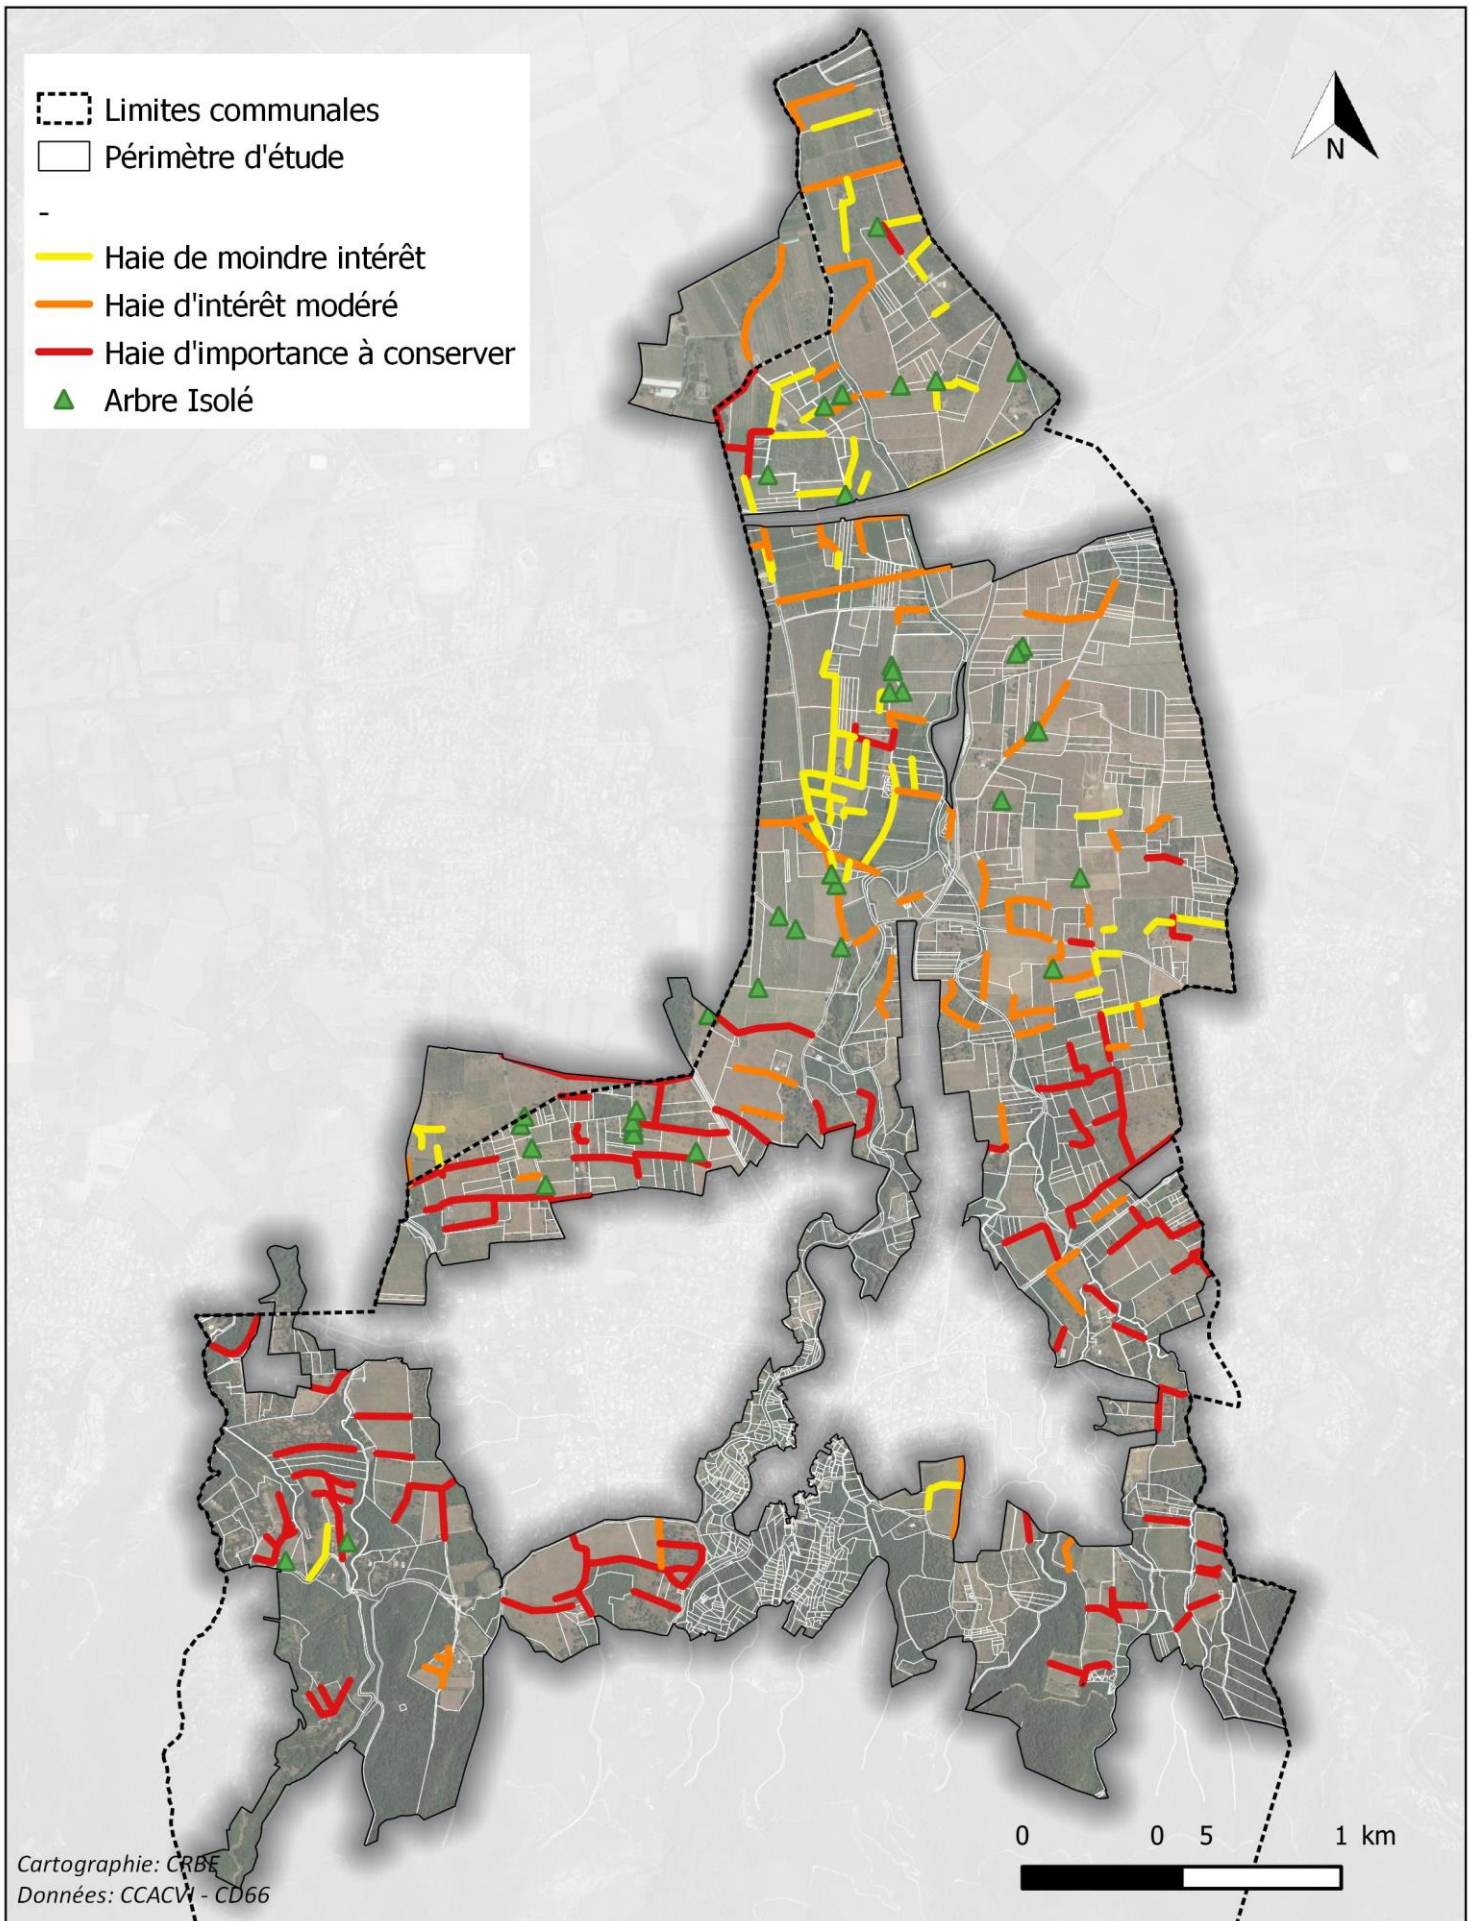 Limites communales
Périmètre d'étude
-
Haie de moindre intérêt
Haie d'intérêt modéré
Haie d'importance à conserver
Arbre Isolé
N
0 0 5 1 km
Cartographie: CRBE
Données: CCACVI - CD66